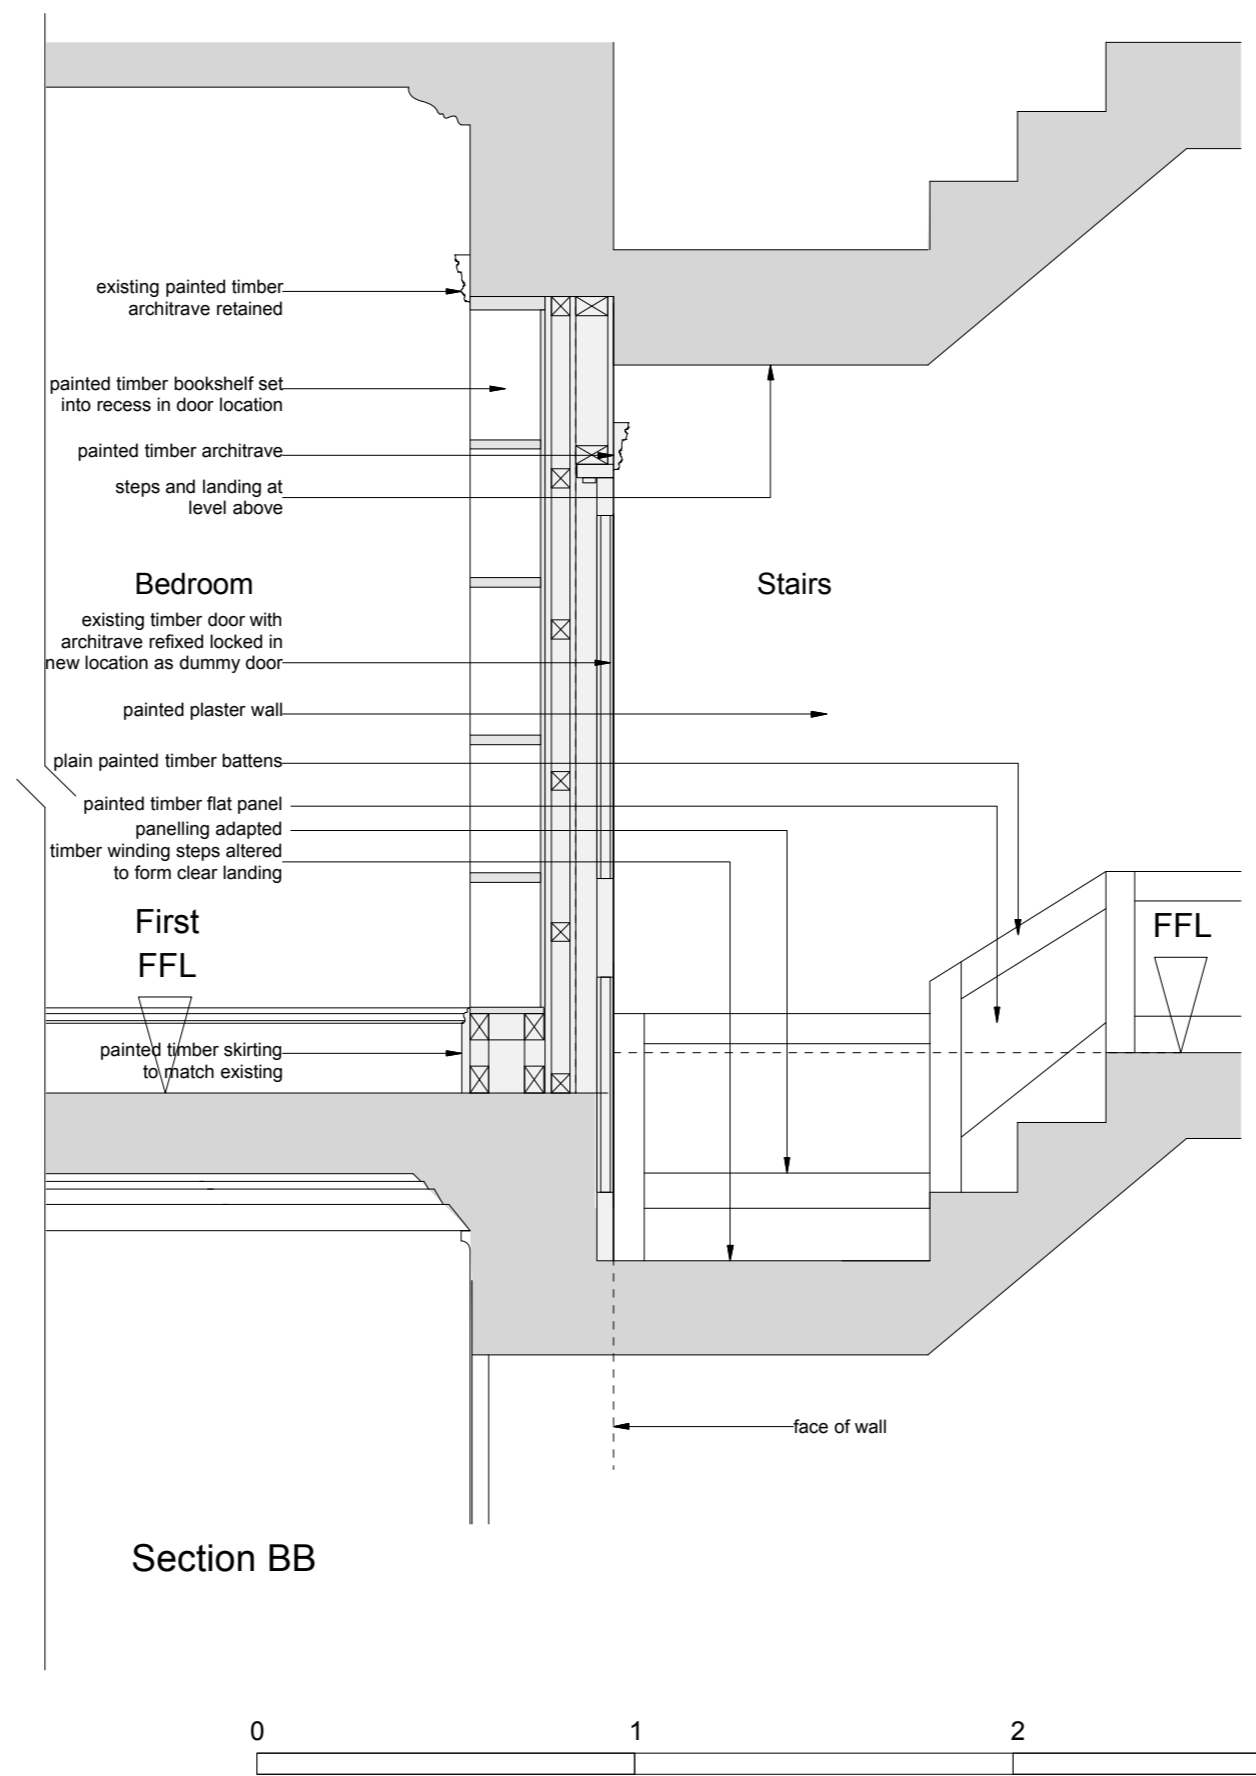 existing painted timber
architrave retained
painted timber bookshelf set
into recess in door location
painted timber architrave
steps and landing at
level above
Bedroom
Stairs
existing timber door with
architrave refixed locked in
new location as dummy door
painted plaster wall
plain painted timber battens
painted timber flat panel
panelling adapted
timber winding steps altered
to form clear landing
First
FFL
FFL
painted timber skirting
to match existing
face of wall
Section BB
0 1 2